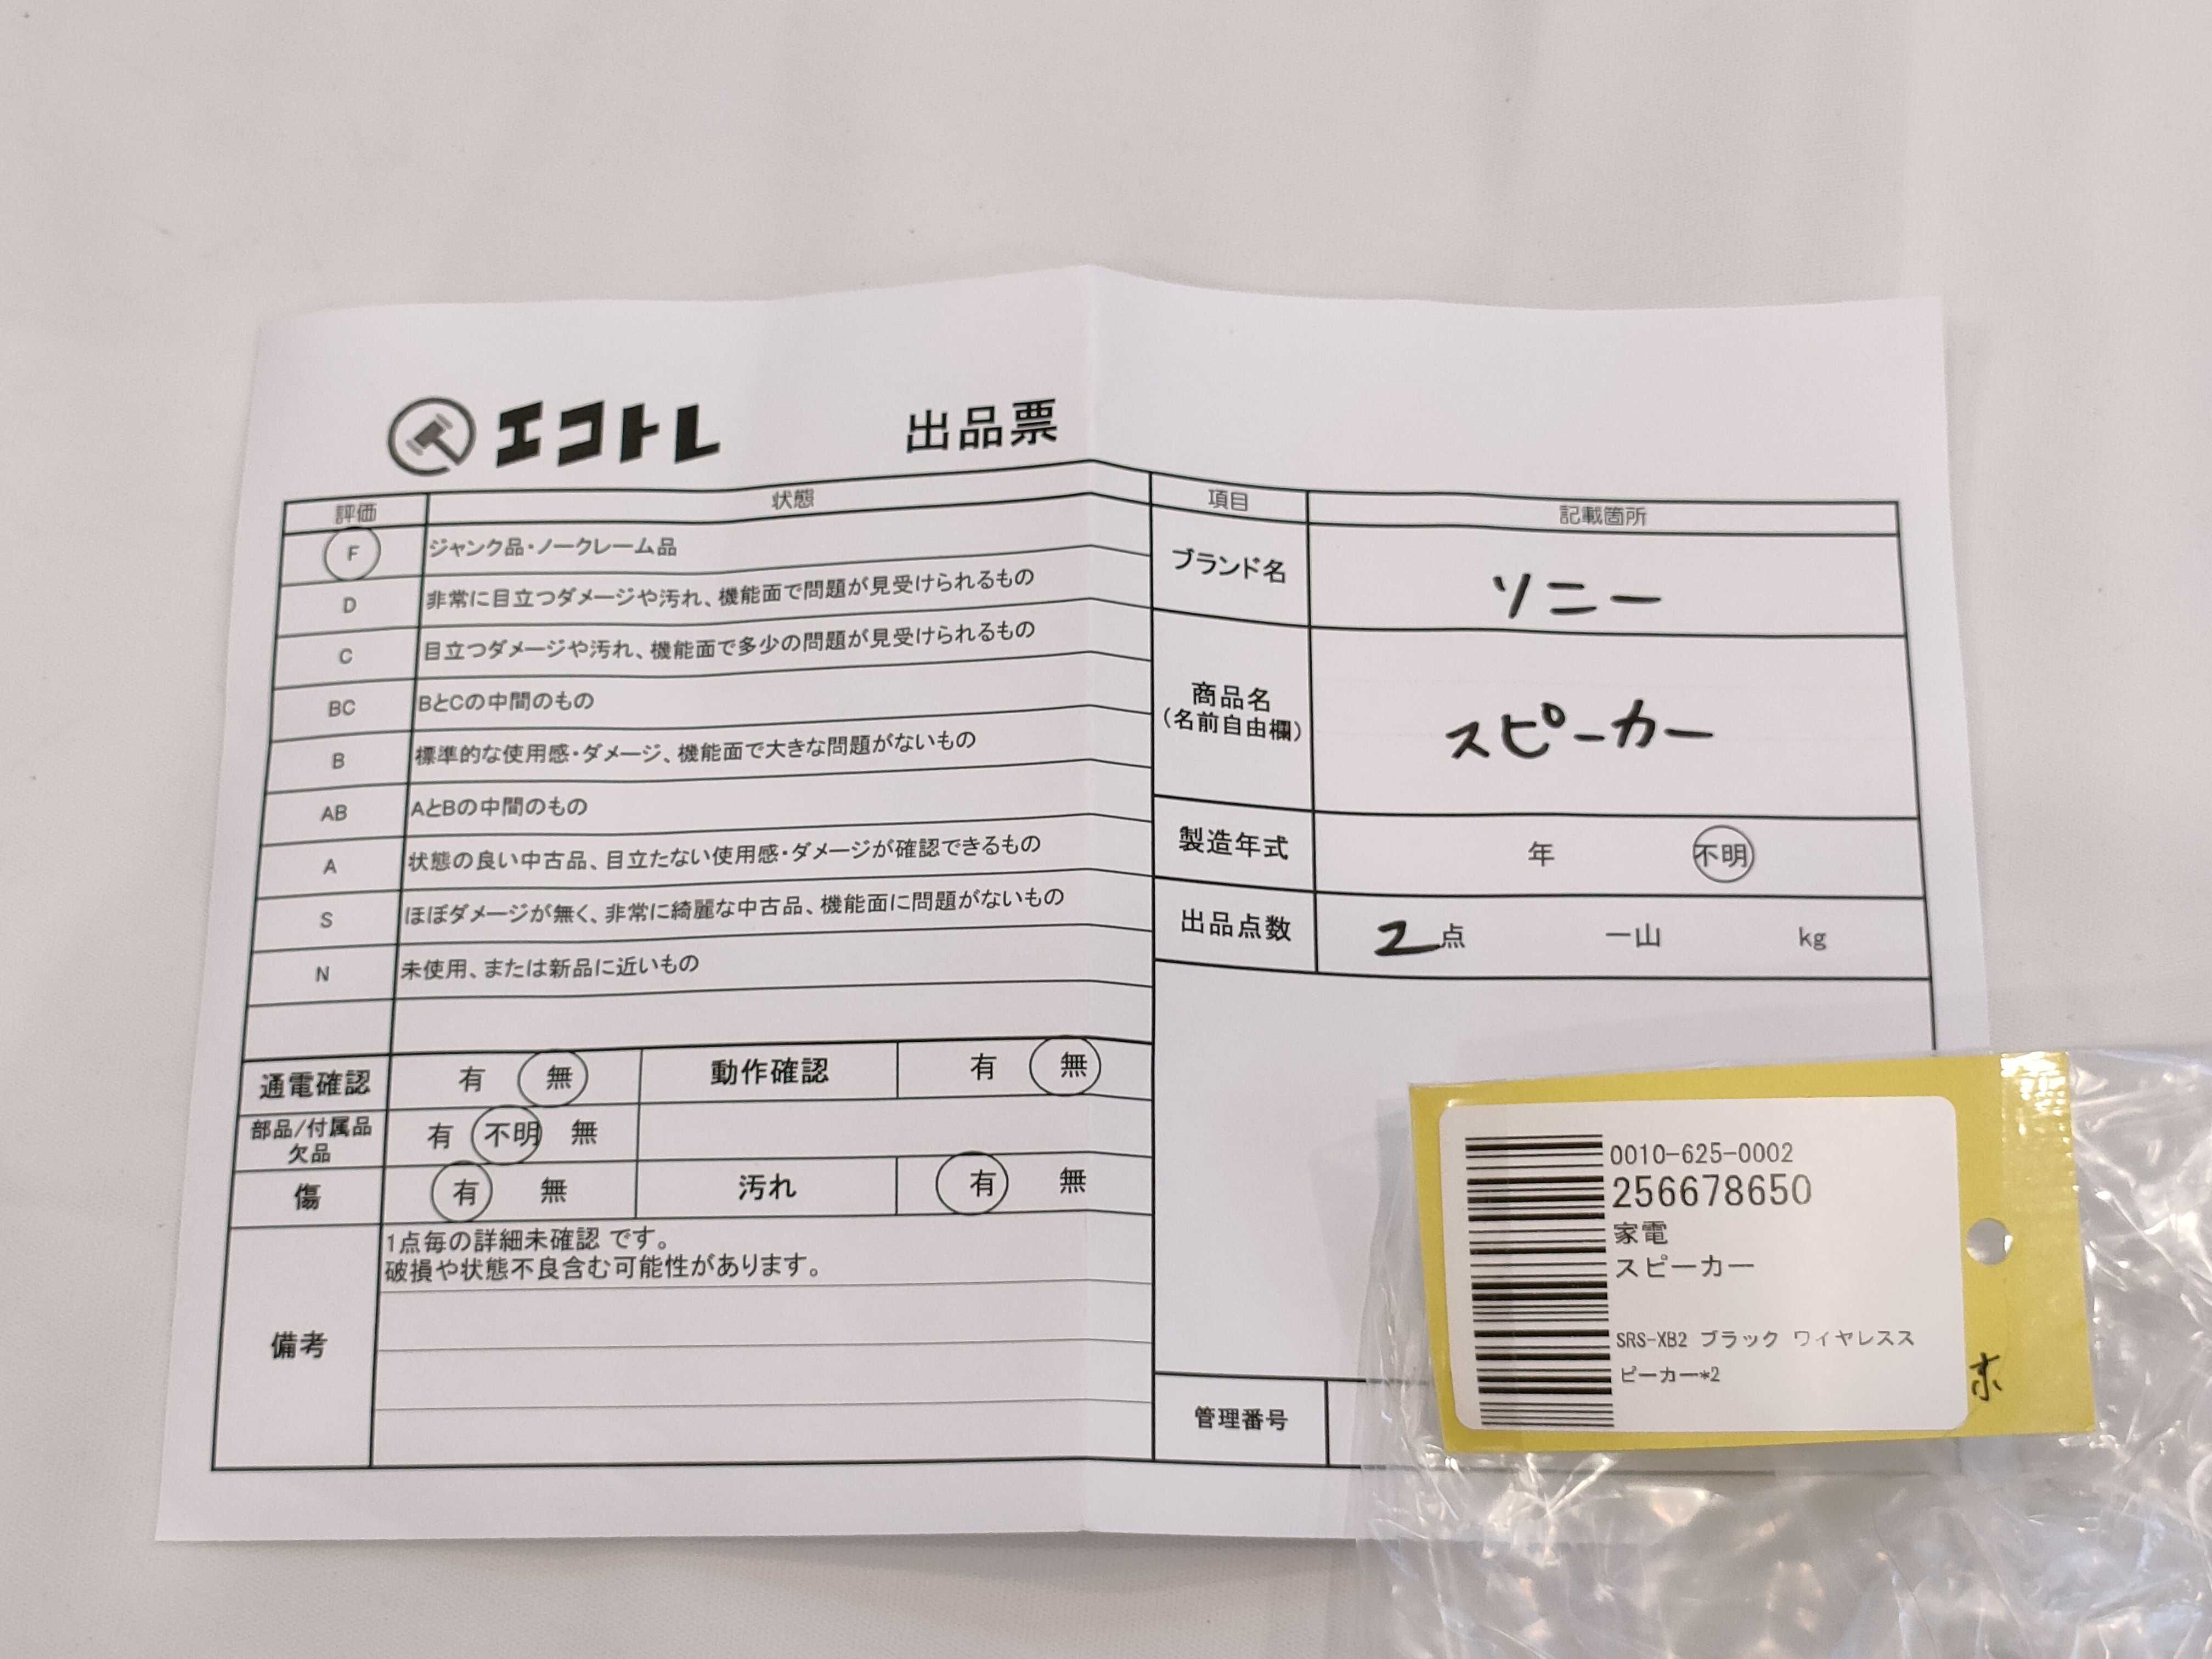 エコトレ 出品票
評価 状態
F ジャンク品・ノークレーム品
D 非常に目立つダメージや汚れ、機能面で問題が見受けられるもの
C 目立つダメージや汚れ、機能面で多少の問題が見受けられるもの
BC BとCの中間のもの
B 標準的な使用感・ダメージ、機能面で大きな問題がないもの
AB AとBの中間のもの
A 状態の良い中古品、目立たない使用感・ダメージが確認できるもの
S ほぼダメージが無く、非常に綺麗な中古品、機能面に問題がないもの
N 未使用、または新品に近いもの
通電確認 有 無 動作確認 有 無
部品/付属品
欠品
有 不明 無
傷 有 無 汚れ 有 無
備考
1点毎の詳細未確認 です。
破損や状態不良含む可能性があります。
項目 記載箇所
ブランド名 ソニー
商品名
(名前自由欄)
スピーカー
製造年式 年 不明
出品点数 2点 一山 kg
管理番号
0010-625-0002
256678650
家電
スピーカー
SRS-XB2 ブラック ワイヤレスス
ピーカー*2